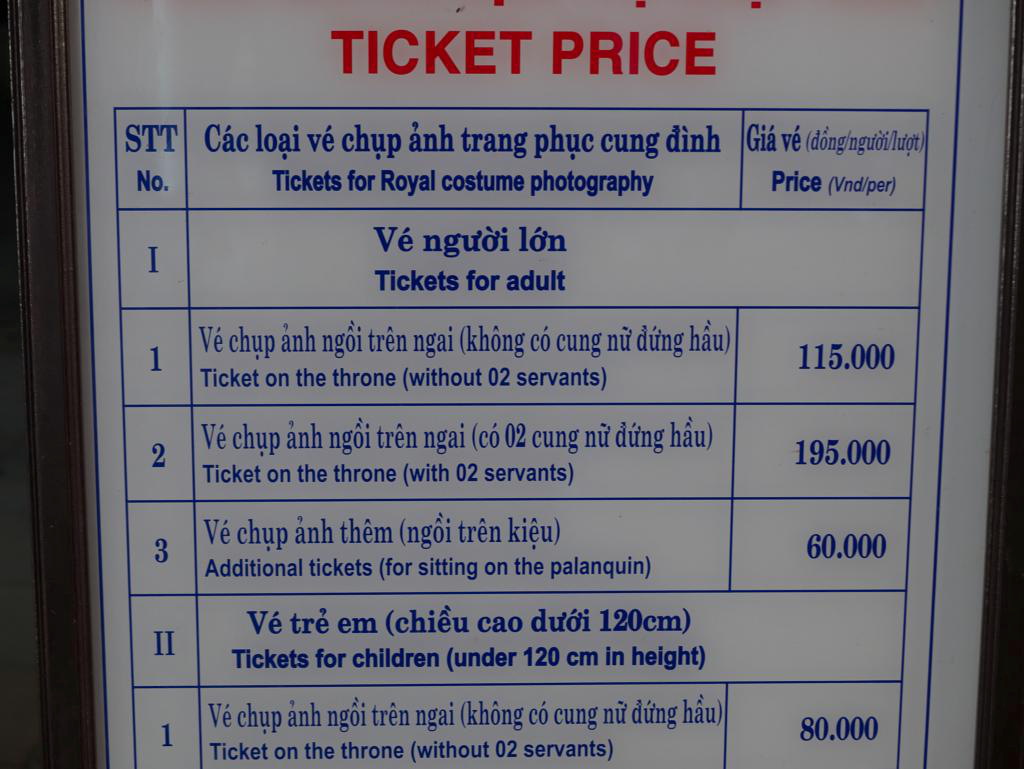 TICKET PRICE
STT
No.
Các loại vé chụp ảnh trang phục cung đình
Tickets for Royal costume photography
Giá vé (đồng/người/lượt)
Price (Vnd/per)
I
Vé người lớn
Tickets for adult
1
Vé chụp ảnh ngồi trên ngai (không có cung nữ đứng hầu)
Ticket on the throne (without 02 servants)
115.000
2
Vé chụp ảnh ngồi trên ngai (có 02 cung nữ đứng hầu)
Ticket on the throne (with 02 servants)
195.000
3
Vé chụp ảnh thêm (ngồi trên kiệu)
Additional tickets (for sitting on the palanquin)
60.000
II
Vé trẻ em (chiều cao dưới 120cm)
Tickets for children (under 120 cm in height)
1
Vé chụp ảnh ngồi trên ngai (không có cung nữ đứng hầu)
Ticket on the throne (without 02 servants)
80.000